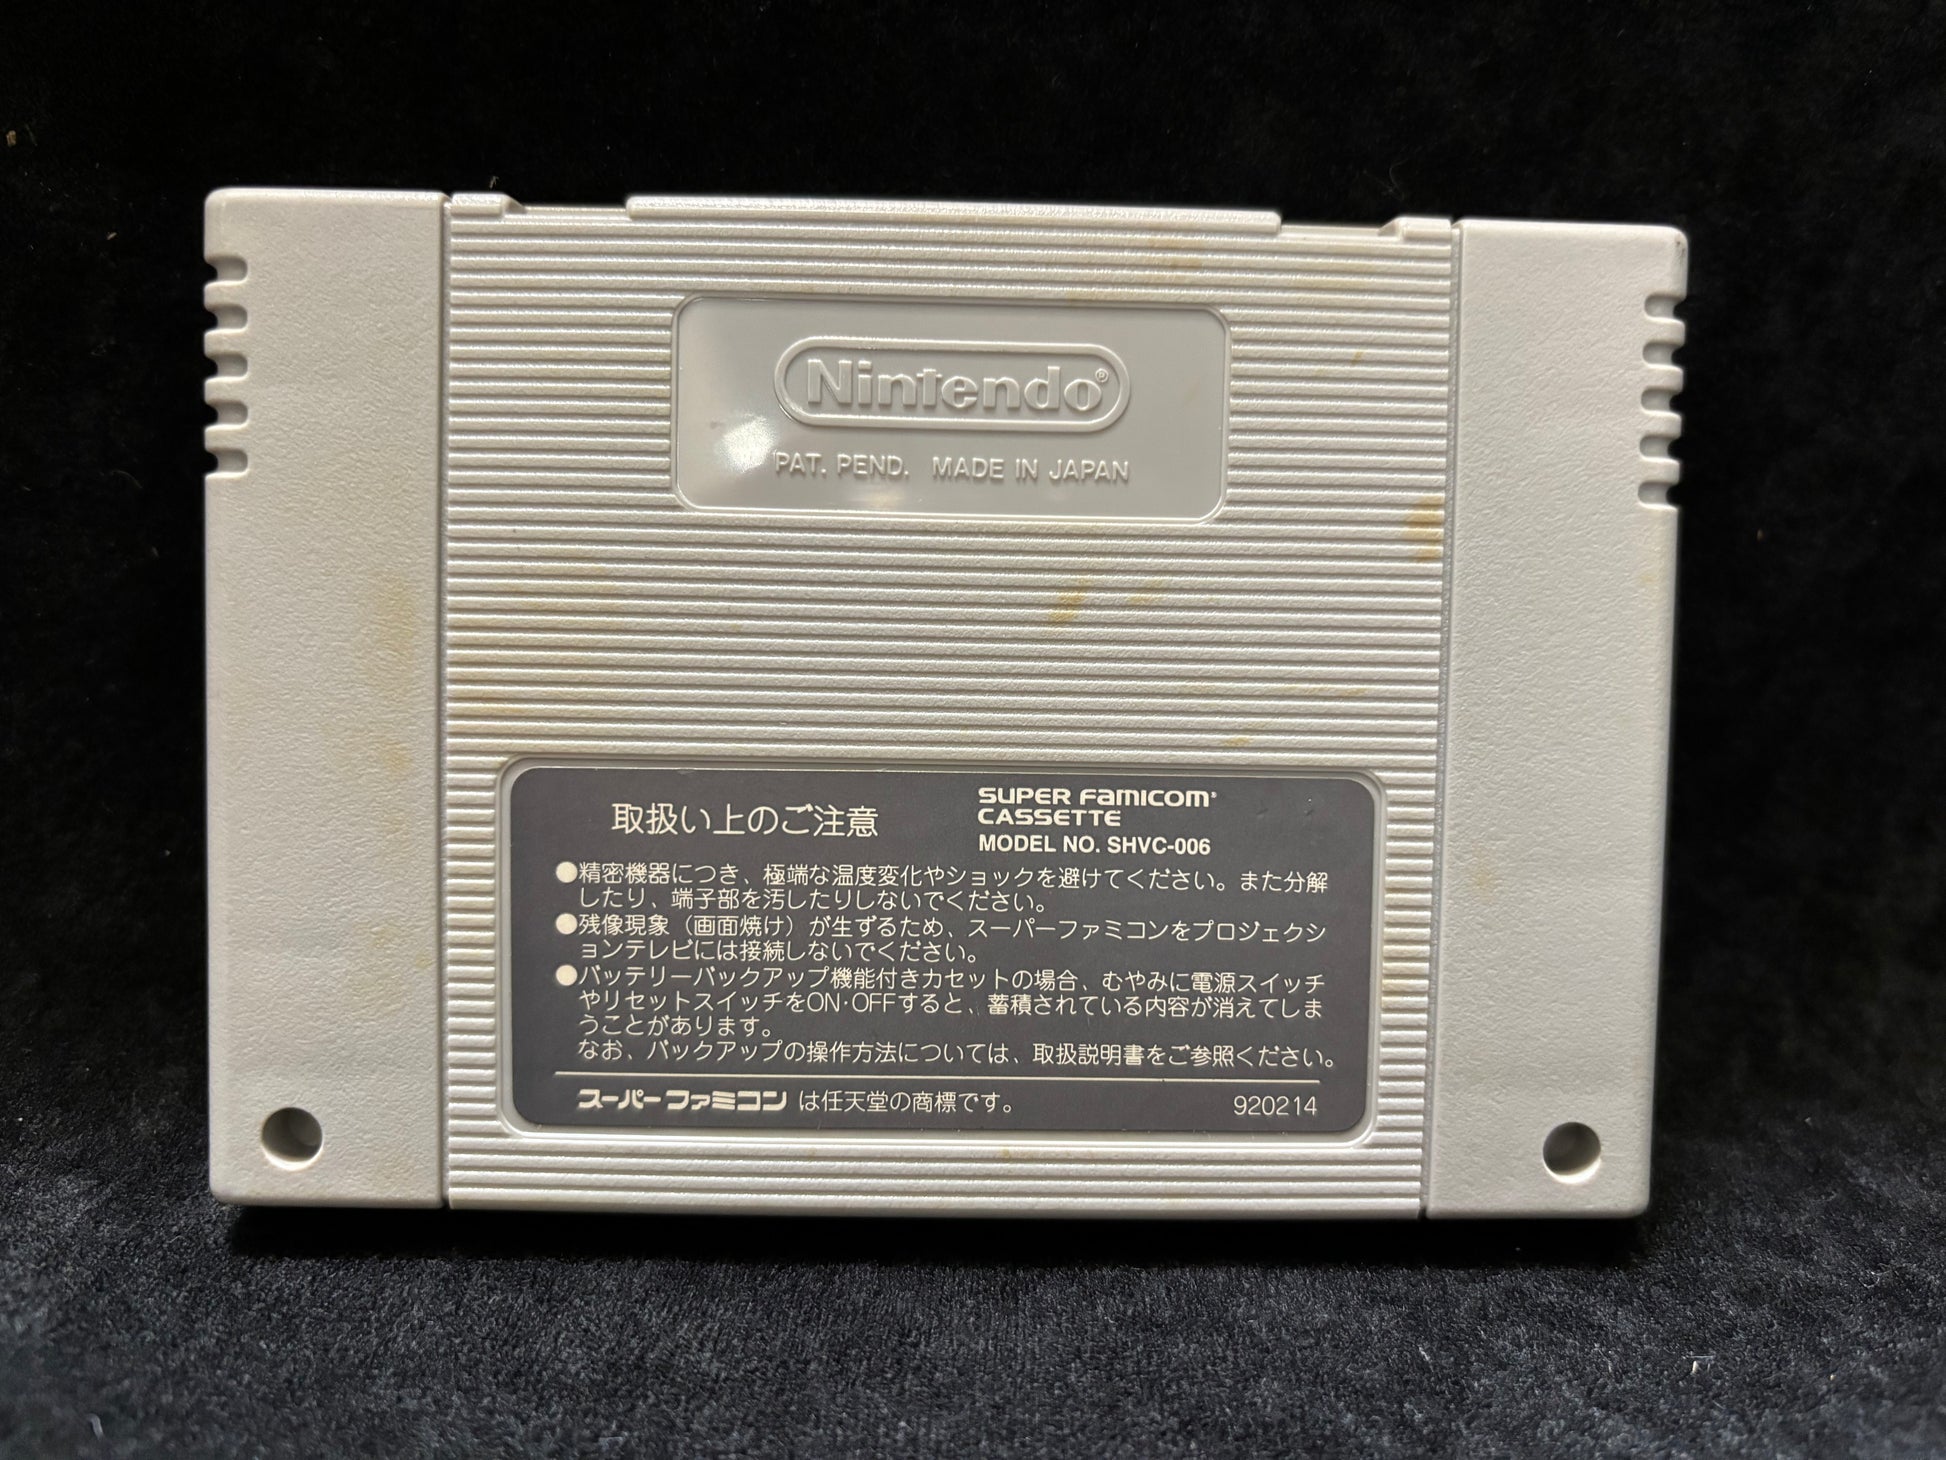 Nintendo®
PAT. PEND. MADE IN JAPAN
取扱い上のご注意
SUPER FAMICOM®
CASSETTE
MODEL NO. SHVC-006
●精密機器につき、極端な温度変化やショックを避けてください。また分解
したり、端子部を汚したりしないでください。
●残像現象（画面焼け）が生ずるため、スーパーファミコンをプロジェクシ
ョンテレビには接続しないでください。
●バッテリーバックアップ機能付きカセットの場合、むやみに電源スイッチ
やリセットスイッチをON・OFFすると、蓄積されている内容が消えてしま
うことがあります。
なお、バックアップの操作方法については、取扱説明書をご参照ください。
スーパーファミコン は任天堂の商標です。
920214